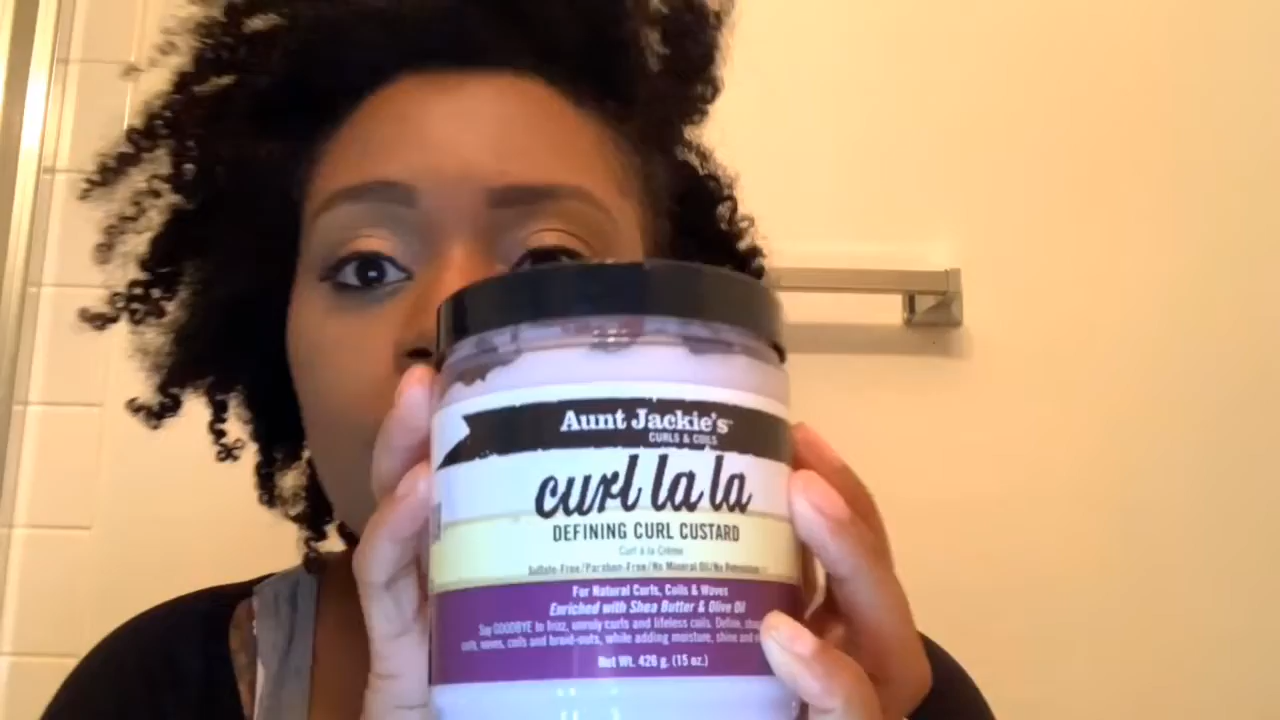 Aunt Jackie's™
CURLS & COILS
curl la la
DEFINING CURL CUSTARD
Curl à la Crème
Sulfate-Free/Paraben-Free/No Mineral Oil/No
For Natural Curls, Coils & Waves
Enriched with Shea Butter & Olive Oil
Say GOODBYE to frizz, unruly curls and lifeless coils. Define,
curls, waves, coils and braid-outs, while adding moisture, shine and
Net Wt. 426 g. (15 oz.)